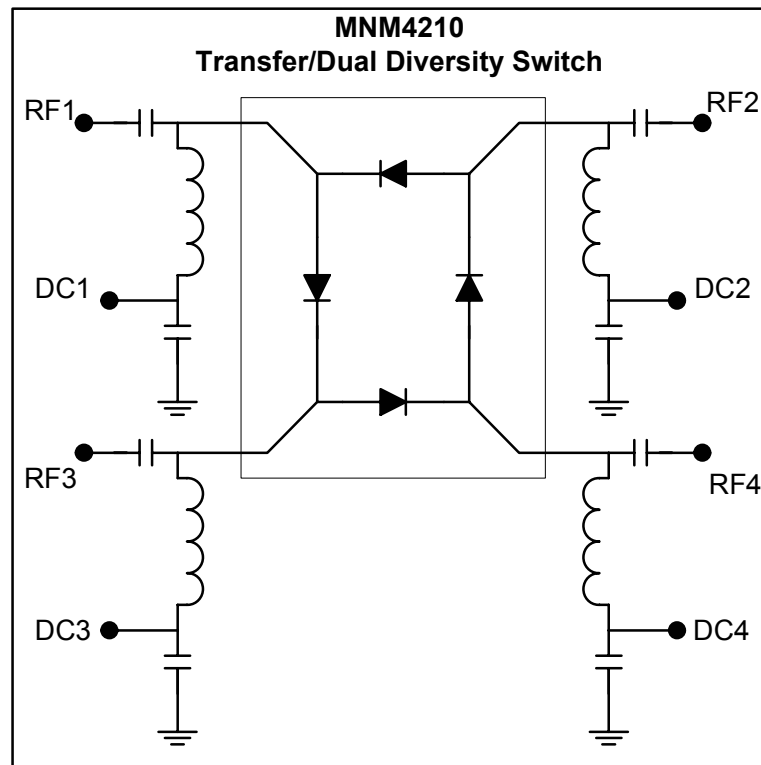 MNM4210
Transfer/Dual Diversity Switch
RF1
RF2
DC1
DC2
RF3
RF4
DC3
DC4